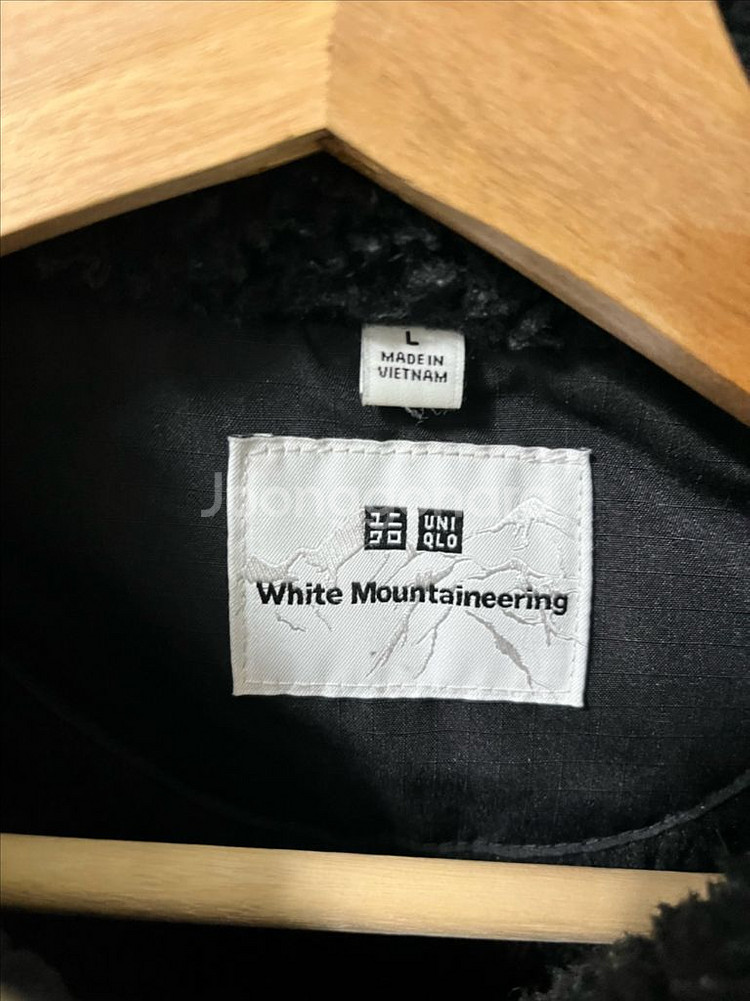 L
MADE IN
VIETNAM
ユニ UNI
クロ QLO
White Mountaineering